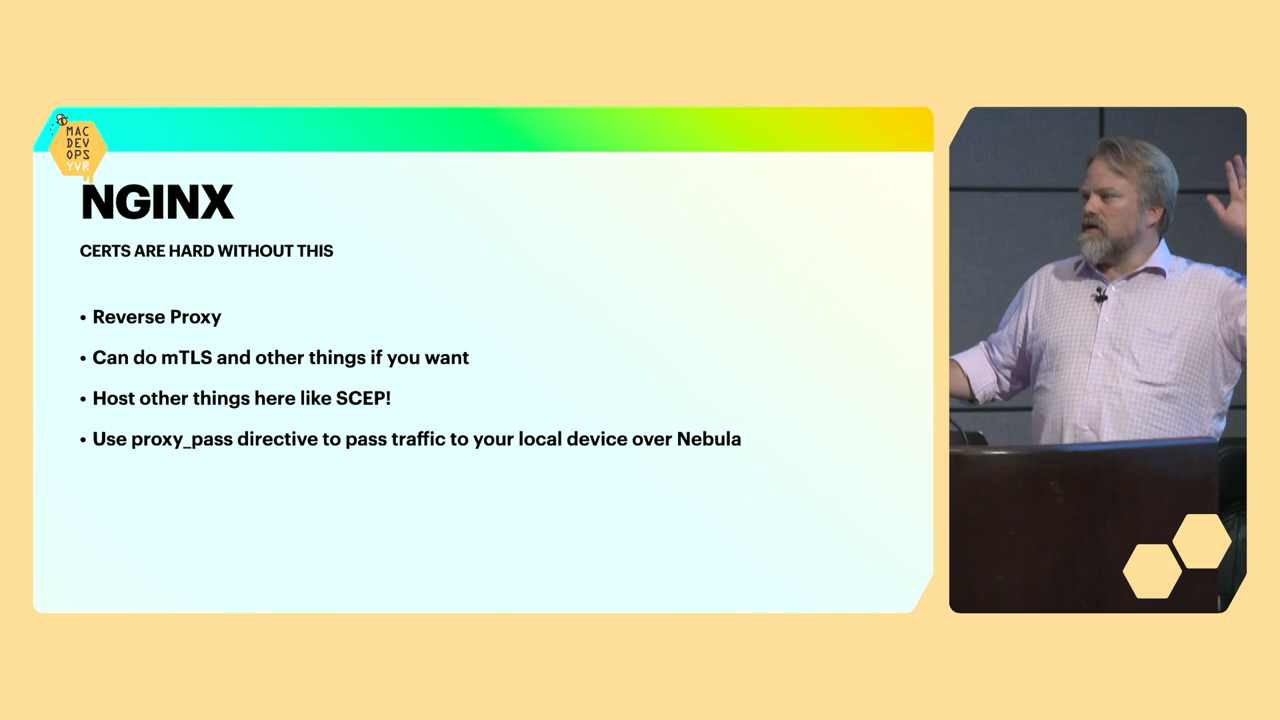 MAC
DEV
OPS
YVR
NGINX
CERTS ARE HARD WITHOUT THIS
• Reverse Proxy
• Can do mTLS and other things if you want
• Host other things here like SCEP!
• Use proxy_pass directive to pass traffic to your local device over Nebula